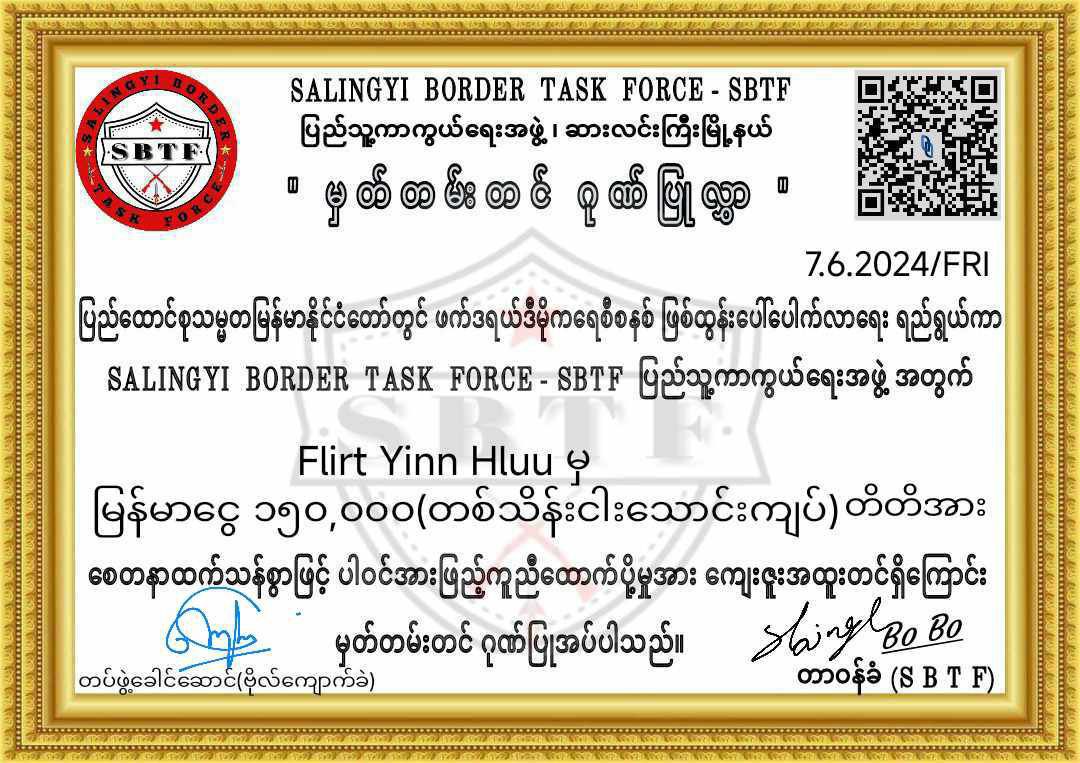 SALINGYI BORDER TASK FORCE - SBTF
ပြည်သူ့ကာကွယ်ရေးအဖွဲ့၊ ဆားလင်းကြီးမြို့နယ်
" မှတ်တမ်းတင် ဂုဏ်ပြုလွှာ "
SALINGYI BORDER
SBTF
TASK FORCE
7.6.2024/FRI
ပြည်ထောင်စုသမ္မတမြန်မာနိုင်ငံတော်တွင် ဖက်ဒရယ်ဒီမိုကရေစီစနစ် ဖြစ်ထွန်းပေါ်ပေါက်လာရေး ရည်ရွယ်ကာ
SALINGYI BORDER TASK FORCE - SBTF ပြည်သူ့ကာကွယ်ရေးအဖွဲ့ အတွက်
SBTF
Flirt Yinn Hluu မှ
မြန်မာငွေ ၁၅၀,၀၀၀(တစ်သိန်းငါးသောင်းကျပ်) တိတိအား
စေတနာထက်သန်စွာဖြင့် ပါဝင်အားဖြည့်ကူညီထောက်ပို့မှုအား ကျေးဇူးအထူးတင်ရှိကြောင်း
မှတ်တမ်းတင် ဂုဏ်ပြုအပ်ပါသည်။
Bo Bo
တပ်ဖွဲ့ခေါင်ဆောင်(ဗိုလ်ကျောက်ခဲ)
တာဝန်ခံ (S B T F)